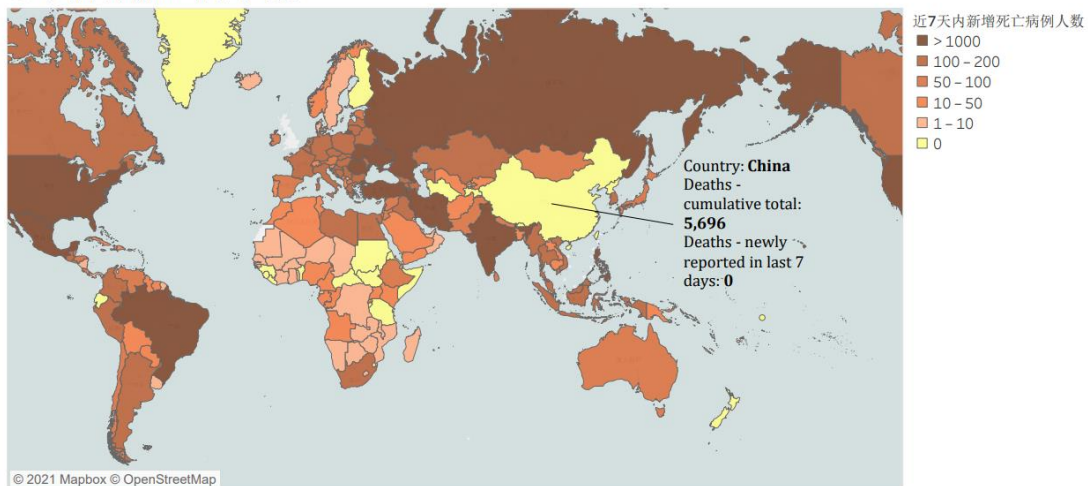 近7天内新增死亡病例人数
> 1000
100 – 200
50 – 100
10 – 50
1 – 10
0
Country: China
Deaths -
cumulative total:
5,696
Deaths - newly
reported in last 7
days: 0
© 2021 Mapbox © OpenStreetMap